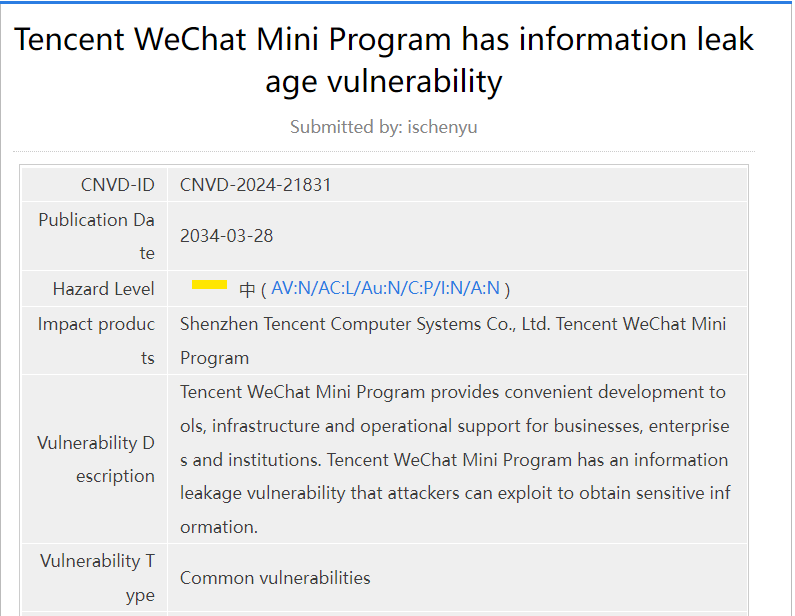 Tencent WeChat Mini Program has information leak
age vulnerability
Submitted by: ischenyu
CNVD-ID CNVD-2024-21831
Publication Da
te
2034-03-28
Hazard Level 中 ( AV:N/AC:L/Au:N/C:P/I:N/A:N )
Impact produc
ts
Shenzhen Tencent Computer Systems Co., Ltd. Tencent WeChat Mini
Program
Vulnerability D
escription
Tencent WeChat Mini Program provides convenient development to
ols, infrastructure and operational support for businesses, enterprise
s and institutions. Tencent WeChat Mini Program has an information
leakage vulnerability that attackers can exploit to obtain sensitive inf
ormation.
Vulnerability T
ype
Common vulnerabilities